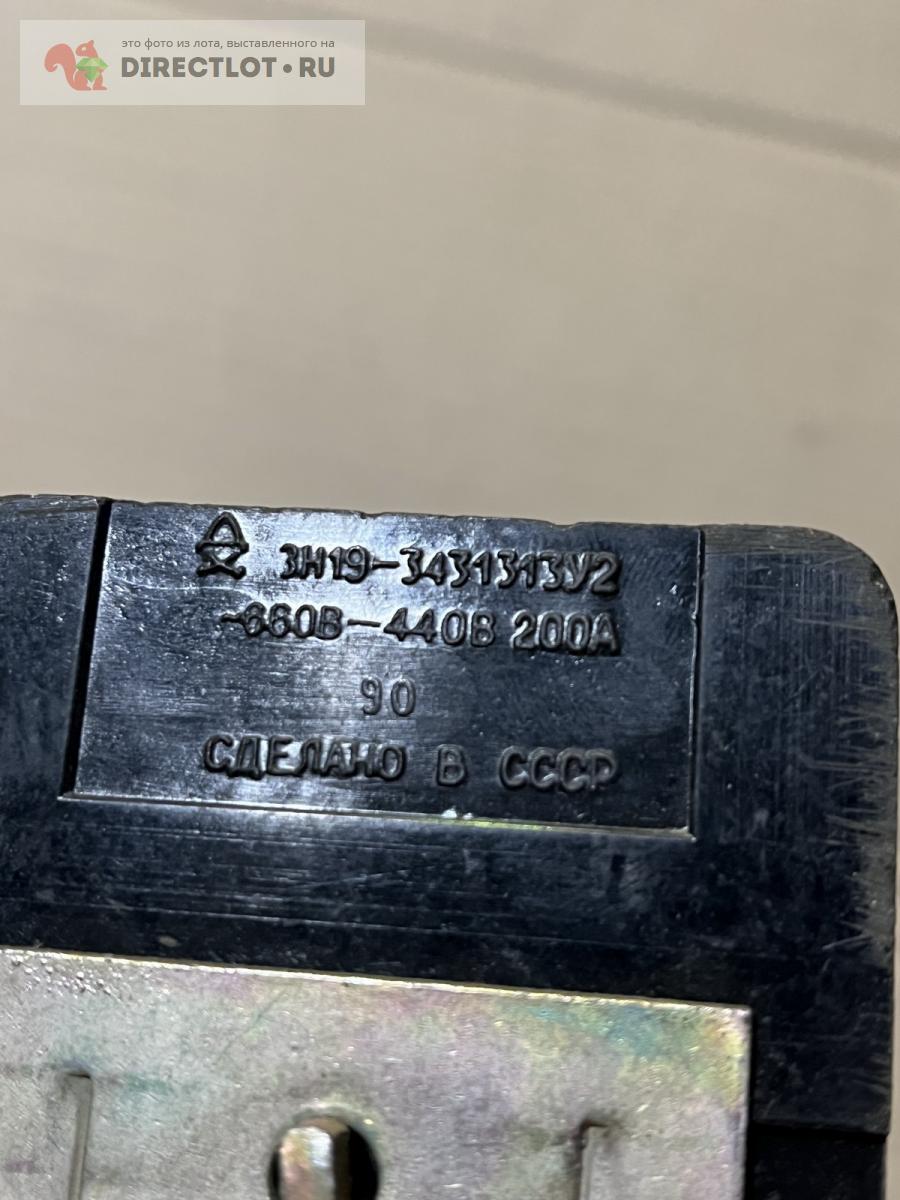 это фото из лота, выставленного на
DIRECTLOT•RU
ЗН19-3431313У2
~660В-440В 200А
90
СДЕЛАНО В СССР